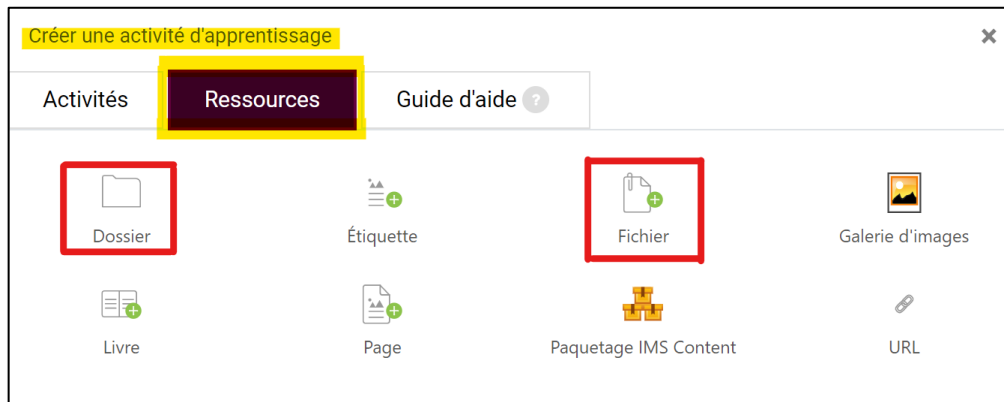 Créer une activité d'apprentissage ×
Activités Ressources Guide d'aide ?
Dossier Étiquette Fichier Galerie d'images
Livre Page Paquetage IMS Content URL